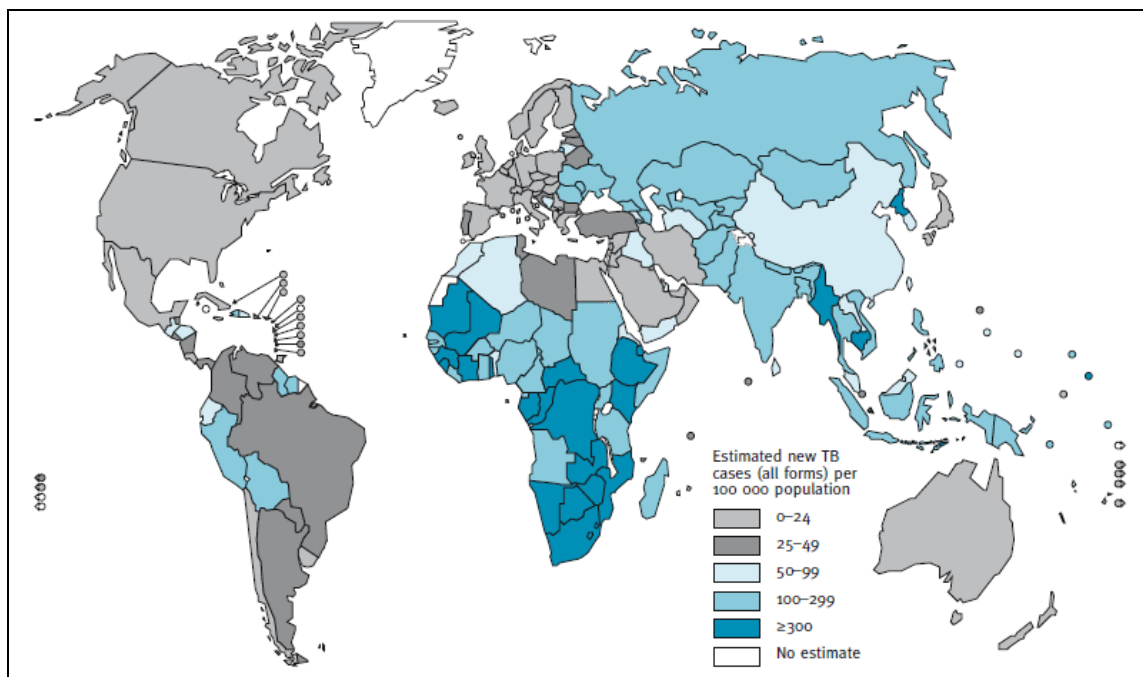 Estimated new TB
cases (all forms) per
100 000 population
0–24
25–49
50–99
100–299
≥300
No estimate